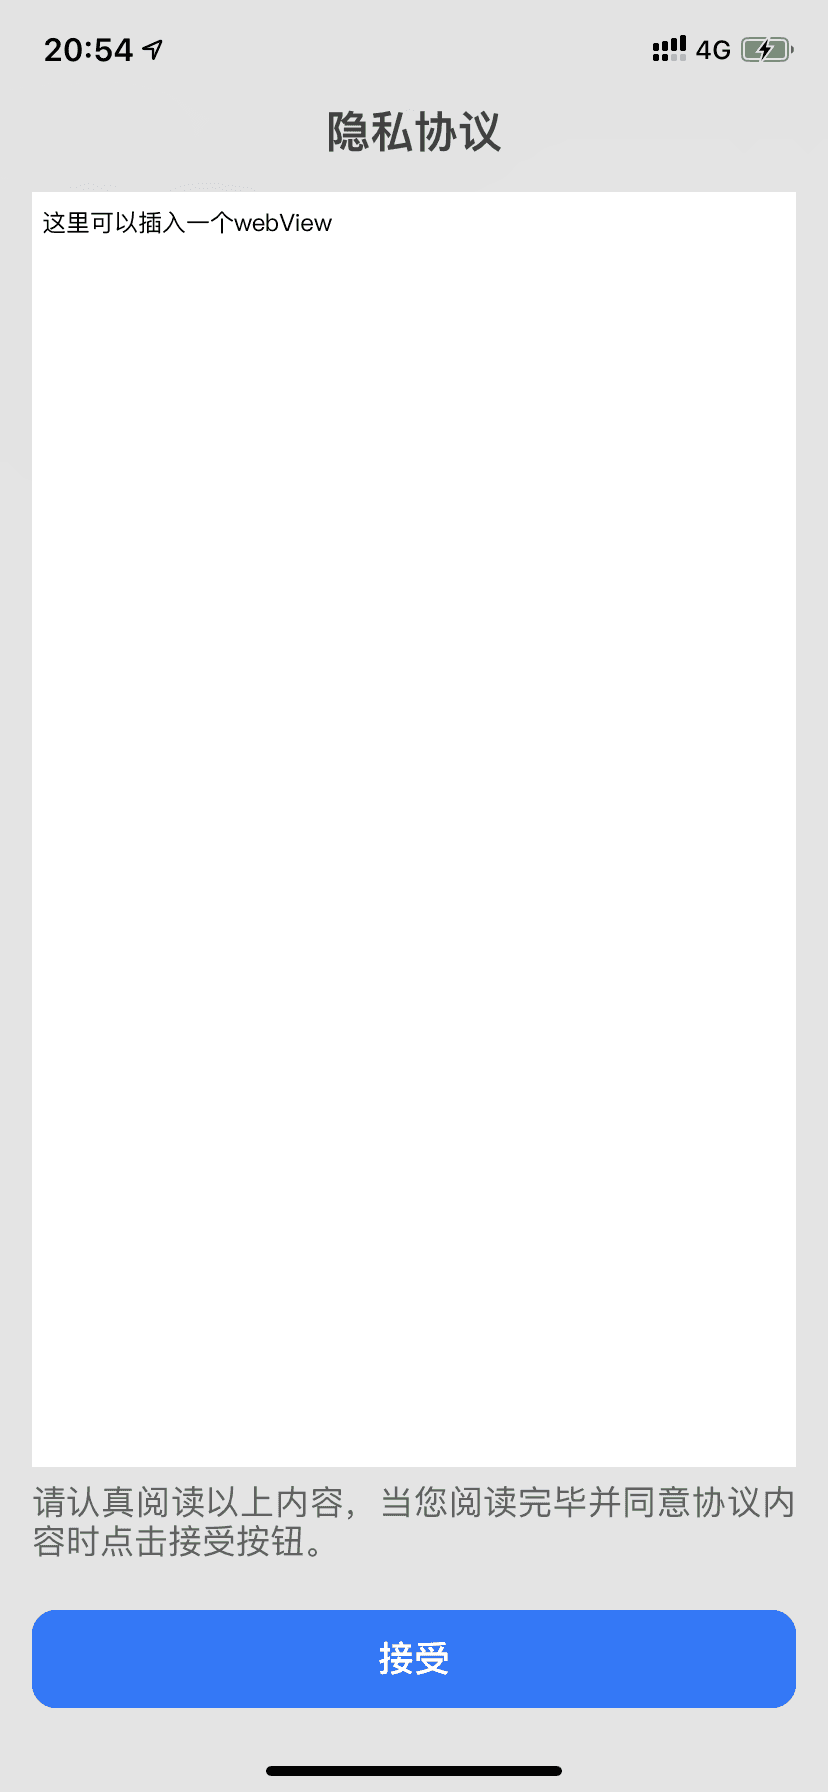 20:54
4G
隐私协议
这里可以插入一个webView
请认真阅读以上内容，当您阅读完毕并同意协议内
容时点击接受按钮。
接受